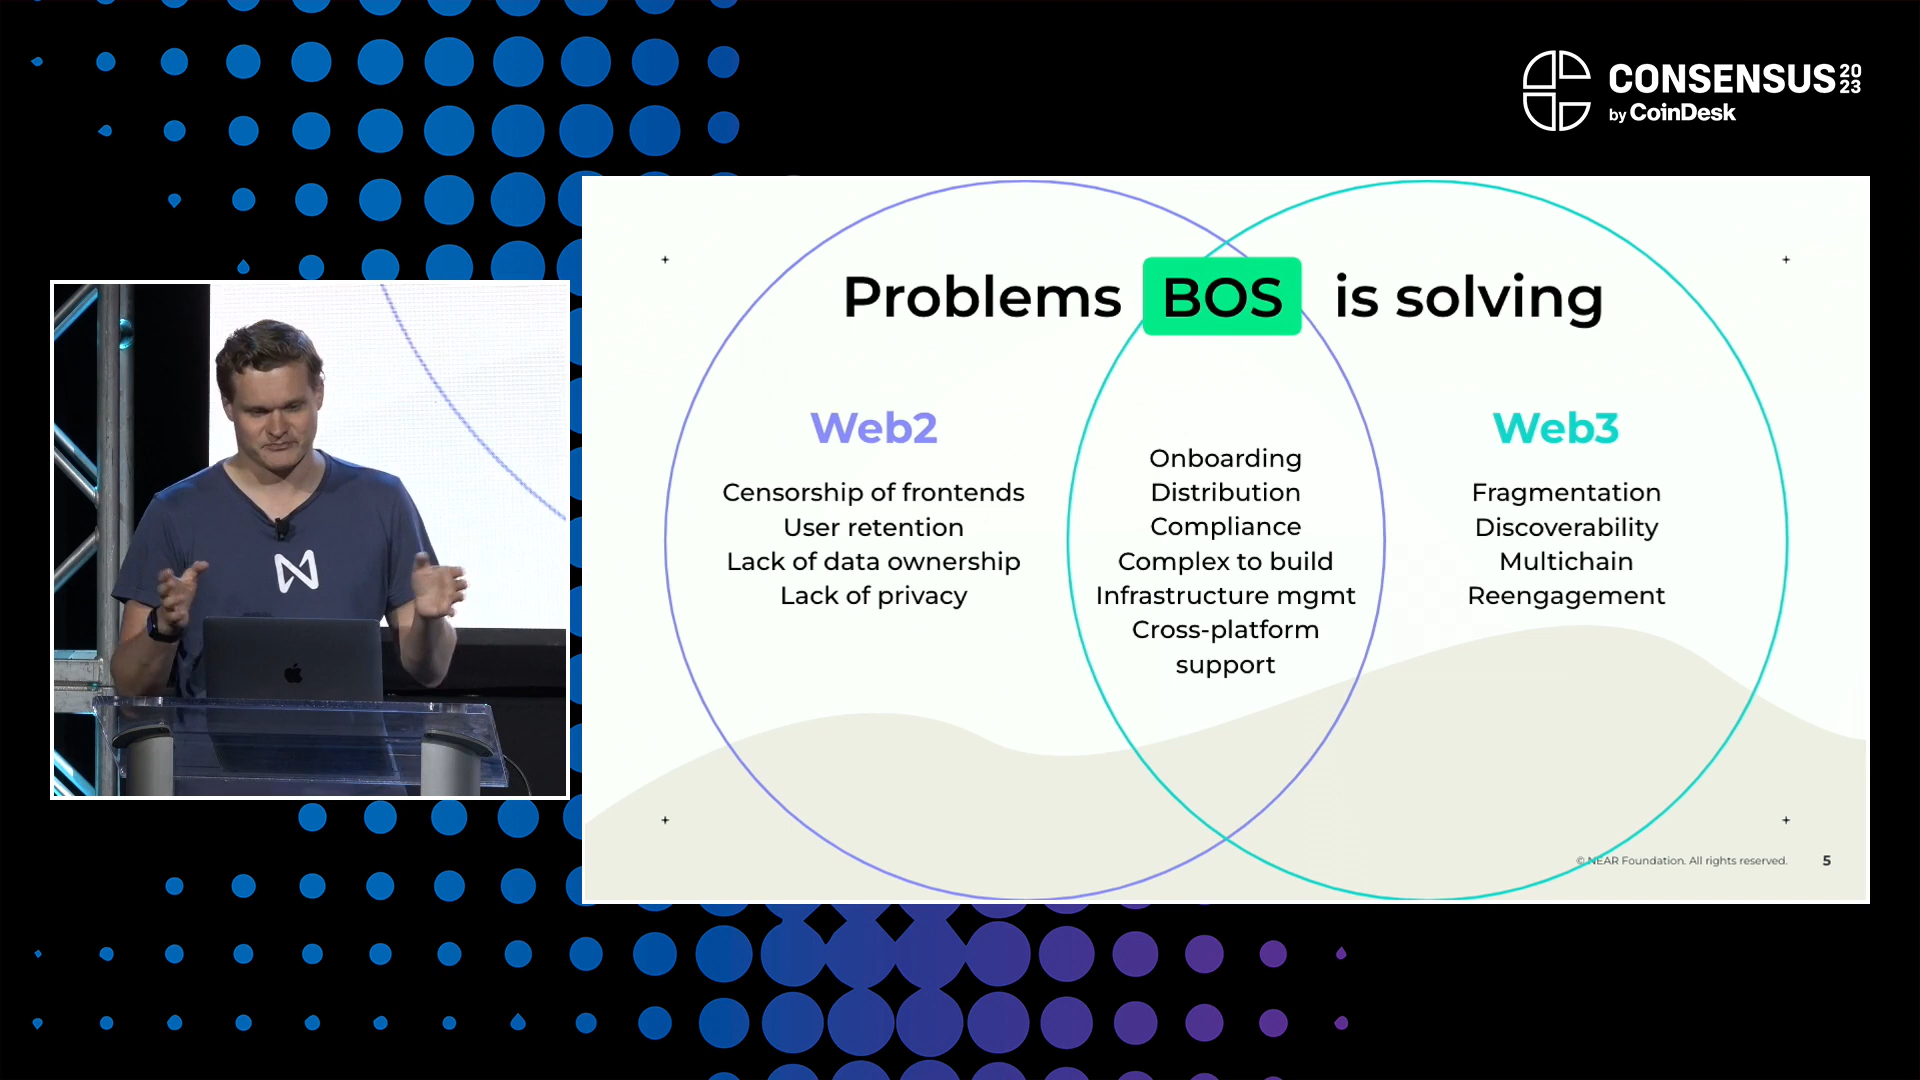 CONSENSUS 20 23
by CoinDesk
Problems BOS is solving
Web2
Censorship of frontends
User retention
Lack of data ownership
Lack of privacy
Onboarding
Distribution
Compliance
Complex to build
Infrastructure mgmt
Cross-platform
support
Web3
Fragmentation
Discoverability
Multichain
Reengagement
© NEAR Foundation. All rights reserved.
5